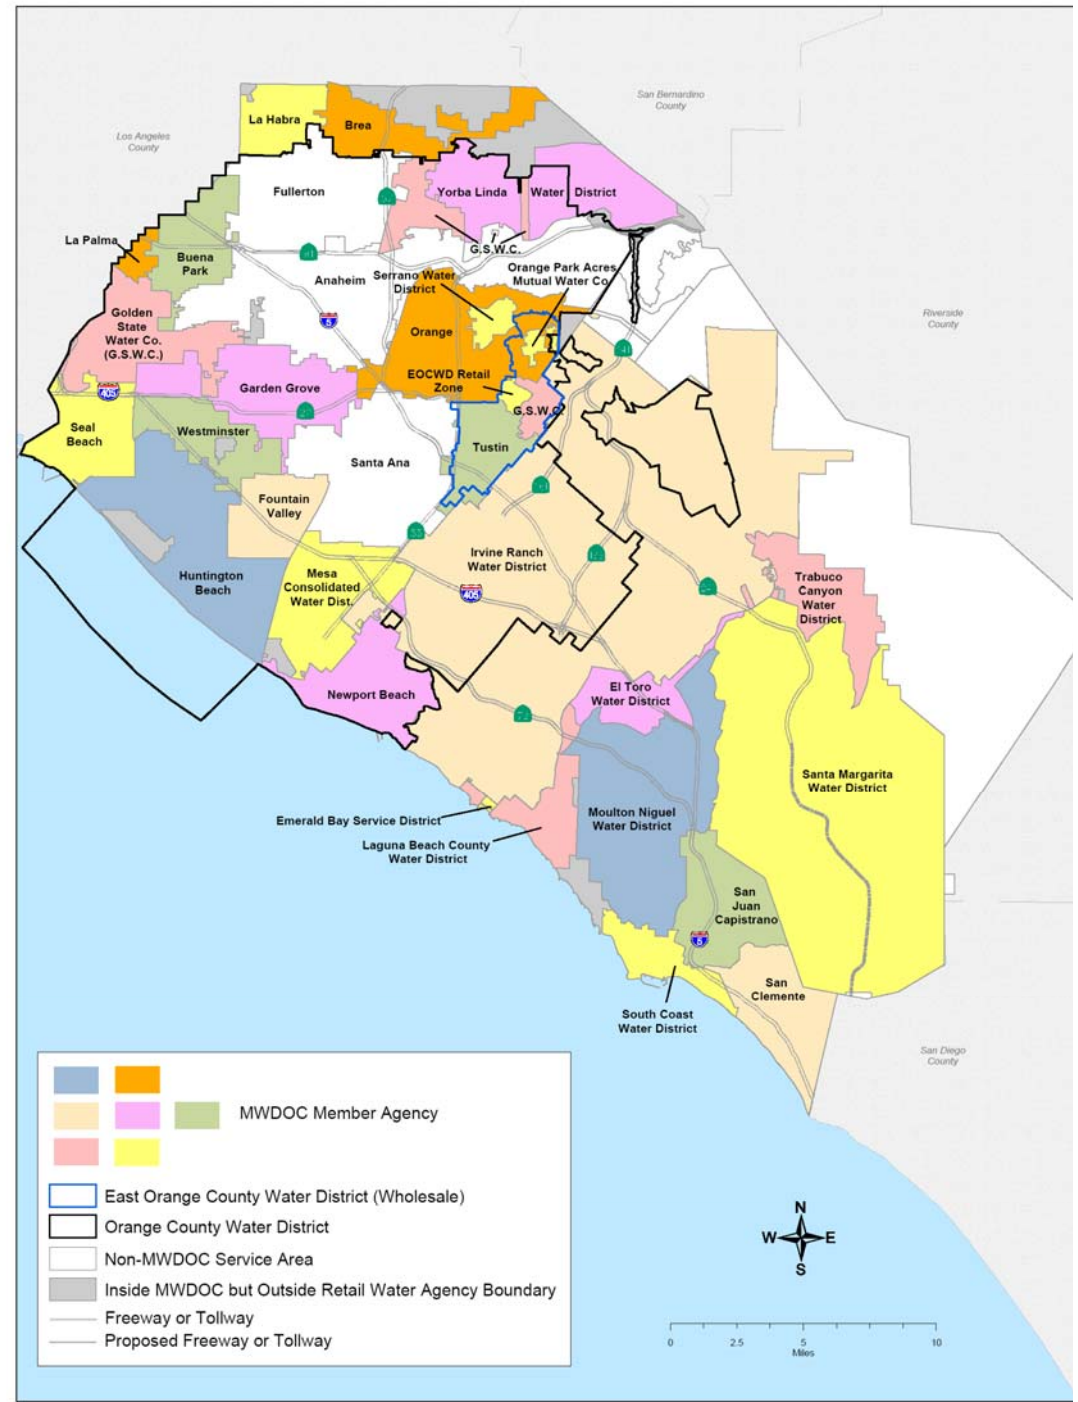 San Bernardino
County
Los Angeles
County
La Habra
Brea
Fullerton
Yorba Linda
Water
District
La Palma
Buena
Park
G.S.W.C.
Anaheim
Serrano Water
District
Orange Park Acres
Mutual Water Co.
Golden
State
Water Co.
(G.S.W.C.)
5
Orange
Riverside
County
EOCWD Retail
Zone
Garden Grove
405
G.S.W.C.
Seal
Beach
Westminster
Tustin
Santa Ana
Fountain
Valley
Irvine Ranch
Water District
Huntington
Beach
Mesa
Consolidated
Water Dist.
405
Trabuco
Canyon
Water
District
Newport Beach
El Toro
Water District
Santa Margarita
Water District
Emerald Bay Service District
Moulton Niguel
Water District
Laguna Beach County
Water District
San
Juan
Capistrano
5
San
Clemente
South Coast
Water District
San Diego
County
MWDOC Member Agency
East Orange County Water District (Wholesale)
Orange County Water District
Non-MWDOC Service Area
Inside MWDOC but Outside Retail Water Agency Boundary
Freeway or Tollway
Proposed Freeway or Tollway
N
W
E
S
0
2.5
5
10
Miles